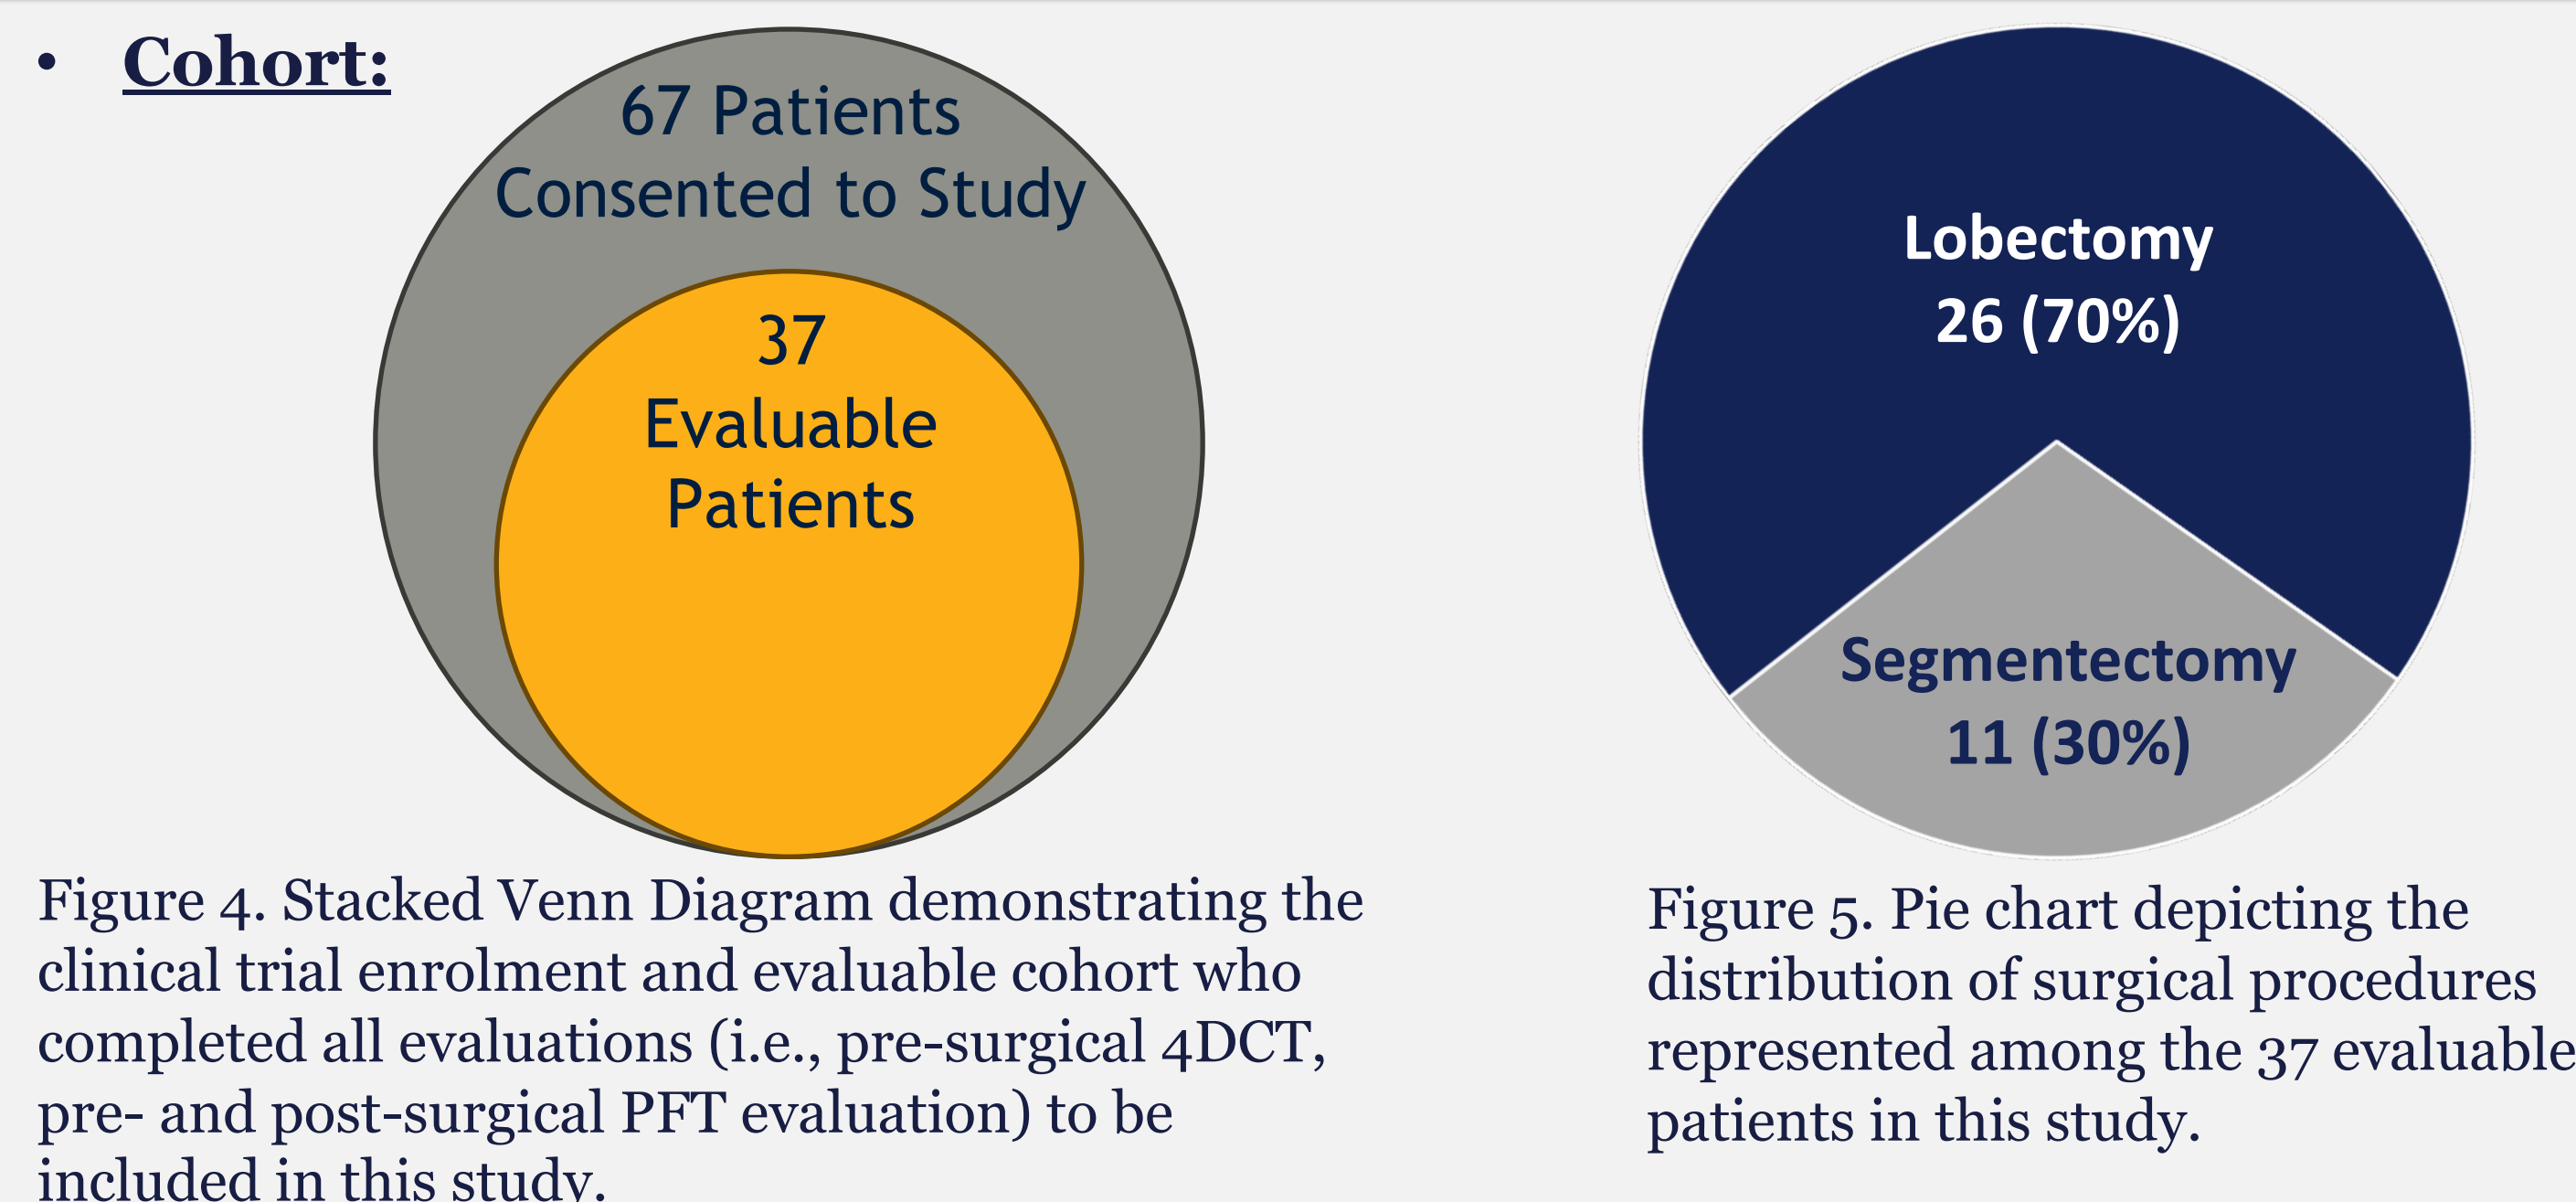 • Cohort:
67 Patients
Consented to Study
37
Evaluable
Patients
Figure 4. Stacked Venn Diagram demonstrating the
clinical trial enrolment and evaluable cohort who
completed all evaluations (i.e., pre-surgical 4DCT,
pre- and post-surgical PFT evaluation) to be
included in this study.
Lobectomy
26 (70%)
Segmentectomy
11 (30%)
Figure 5. Pie chart depicting the
distribution of surgical procedures
represented among the 37 evaluable
patients in this study.